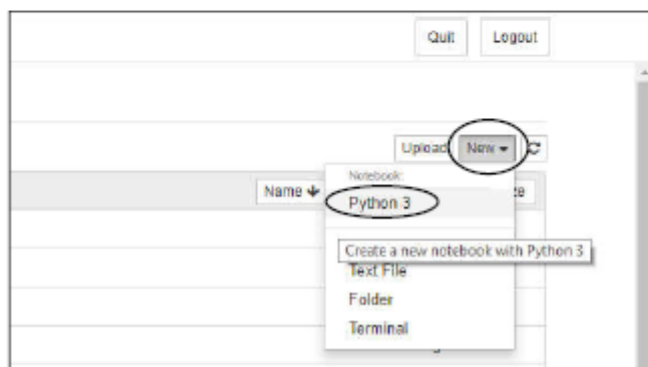 Quit Logout
Upload New
Notebook:
Name
Python 3
Create a new notebook with Python 3
Text File
Folder
Terminal